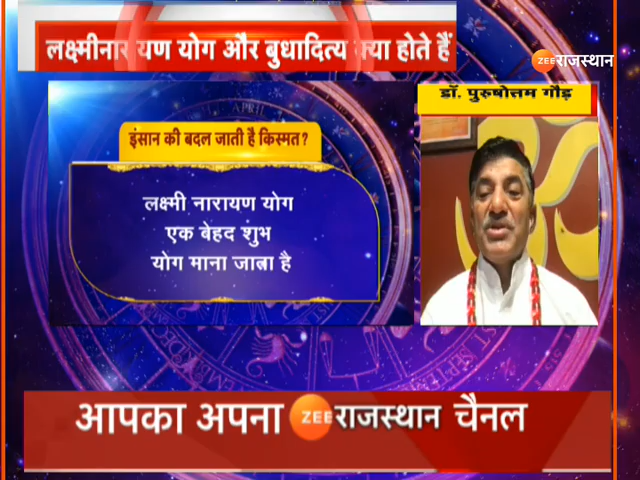 लक्ष्मीनारायण योग और बुधादित्य क्या होते हैं
ZEE राजस्थान
डॉ. पुरुषोत्तम गौड़
इंसान की बदल जाती है किस्मत?
लक्ष्मी नारायण योग
एक बेहद शुभ
योग माना जाता है
आपका अपना ZEE राजस्थान चैनल